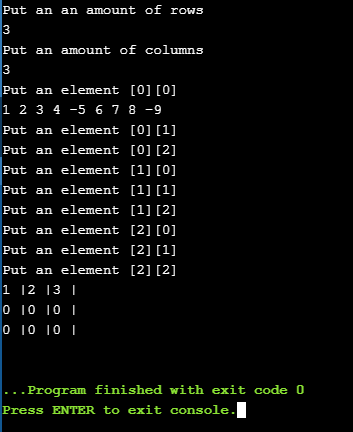 Put an an amount of rows
3
Put an amount of columns
3
Put an element [0][0]
1 2 3 4 -5 6 7 8 -9
Put an element [0][1]
Put an element [0][2]
Put an element [1][0]
Put an element [1][1]
Put an element [1][2]
Put an element [2][0]
Put an element [2][1]
Put an element [2][2]
1 |2 |3 |
0 |0 |0 |
0 |0 |0 |
...Program finished with exit code 0
Press ENTER to exit console.